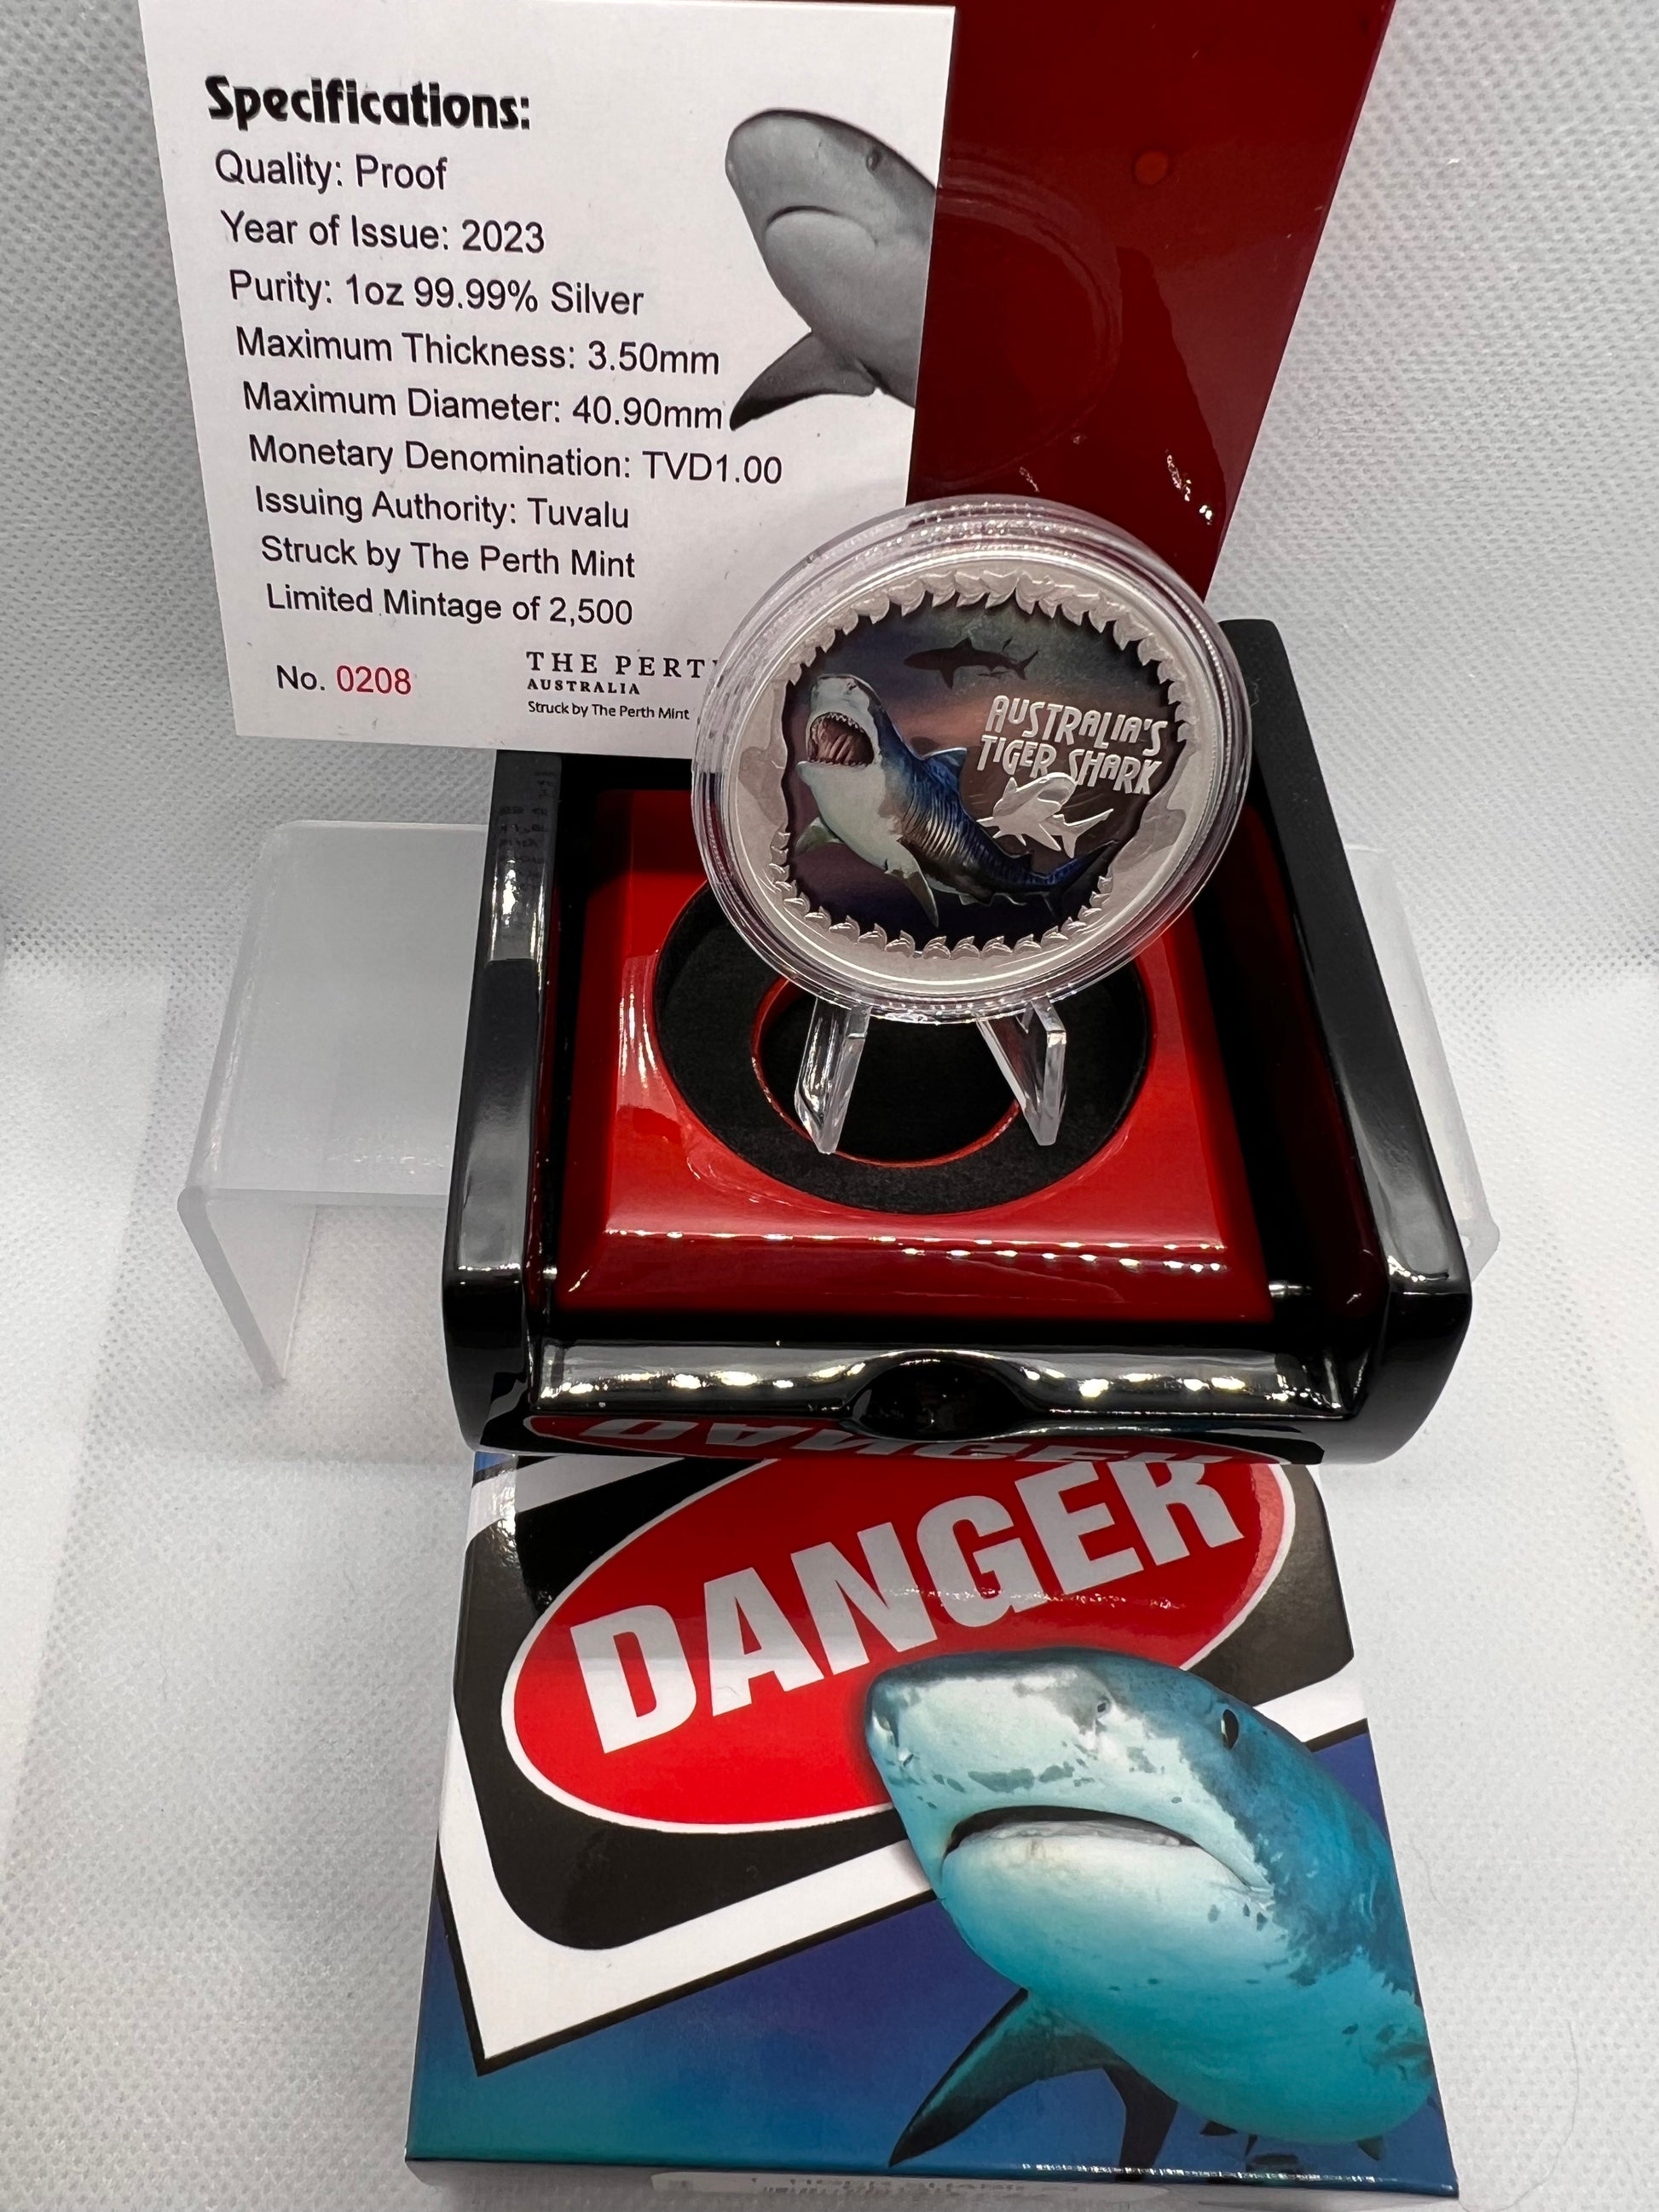 Specifications:
Quality: Proof
Year of Issue: 2023
Purity: 1oz 99.99% Silver
Maximum Thickness: 3.50mm
Maximum Diameter: 40.90mm
Monetary Denomination: TVD1.00
Issuing Authority: Tuvalu
Struck by The Perth Mint
Limited Mintage of 2,500
No. 0208
THE PERT
AUSTRALIA
Struck by The Perth Mint
AUSTRALIA'S
TIGER SHARK
DANGER